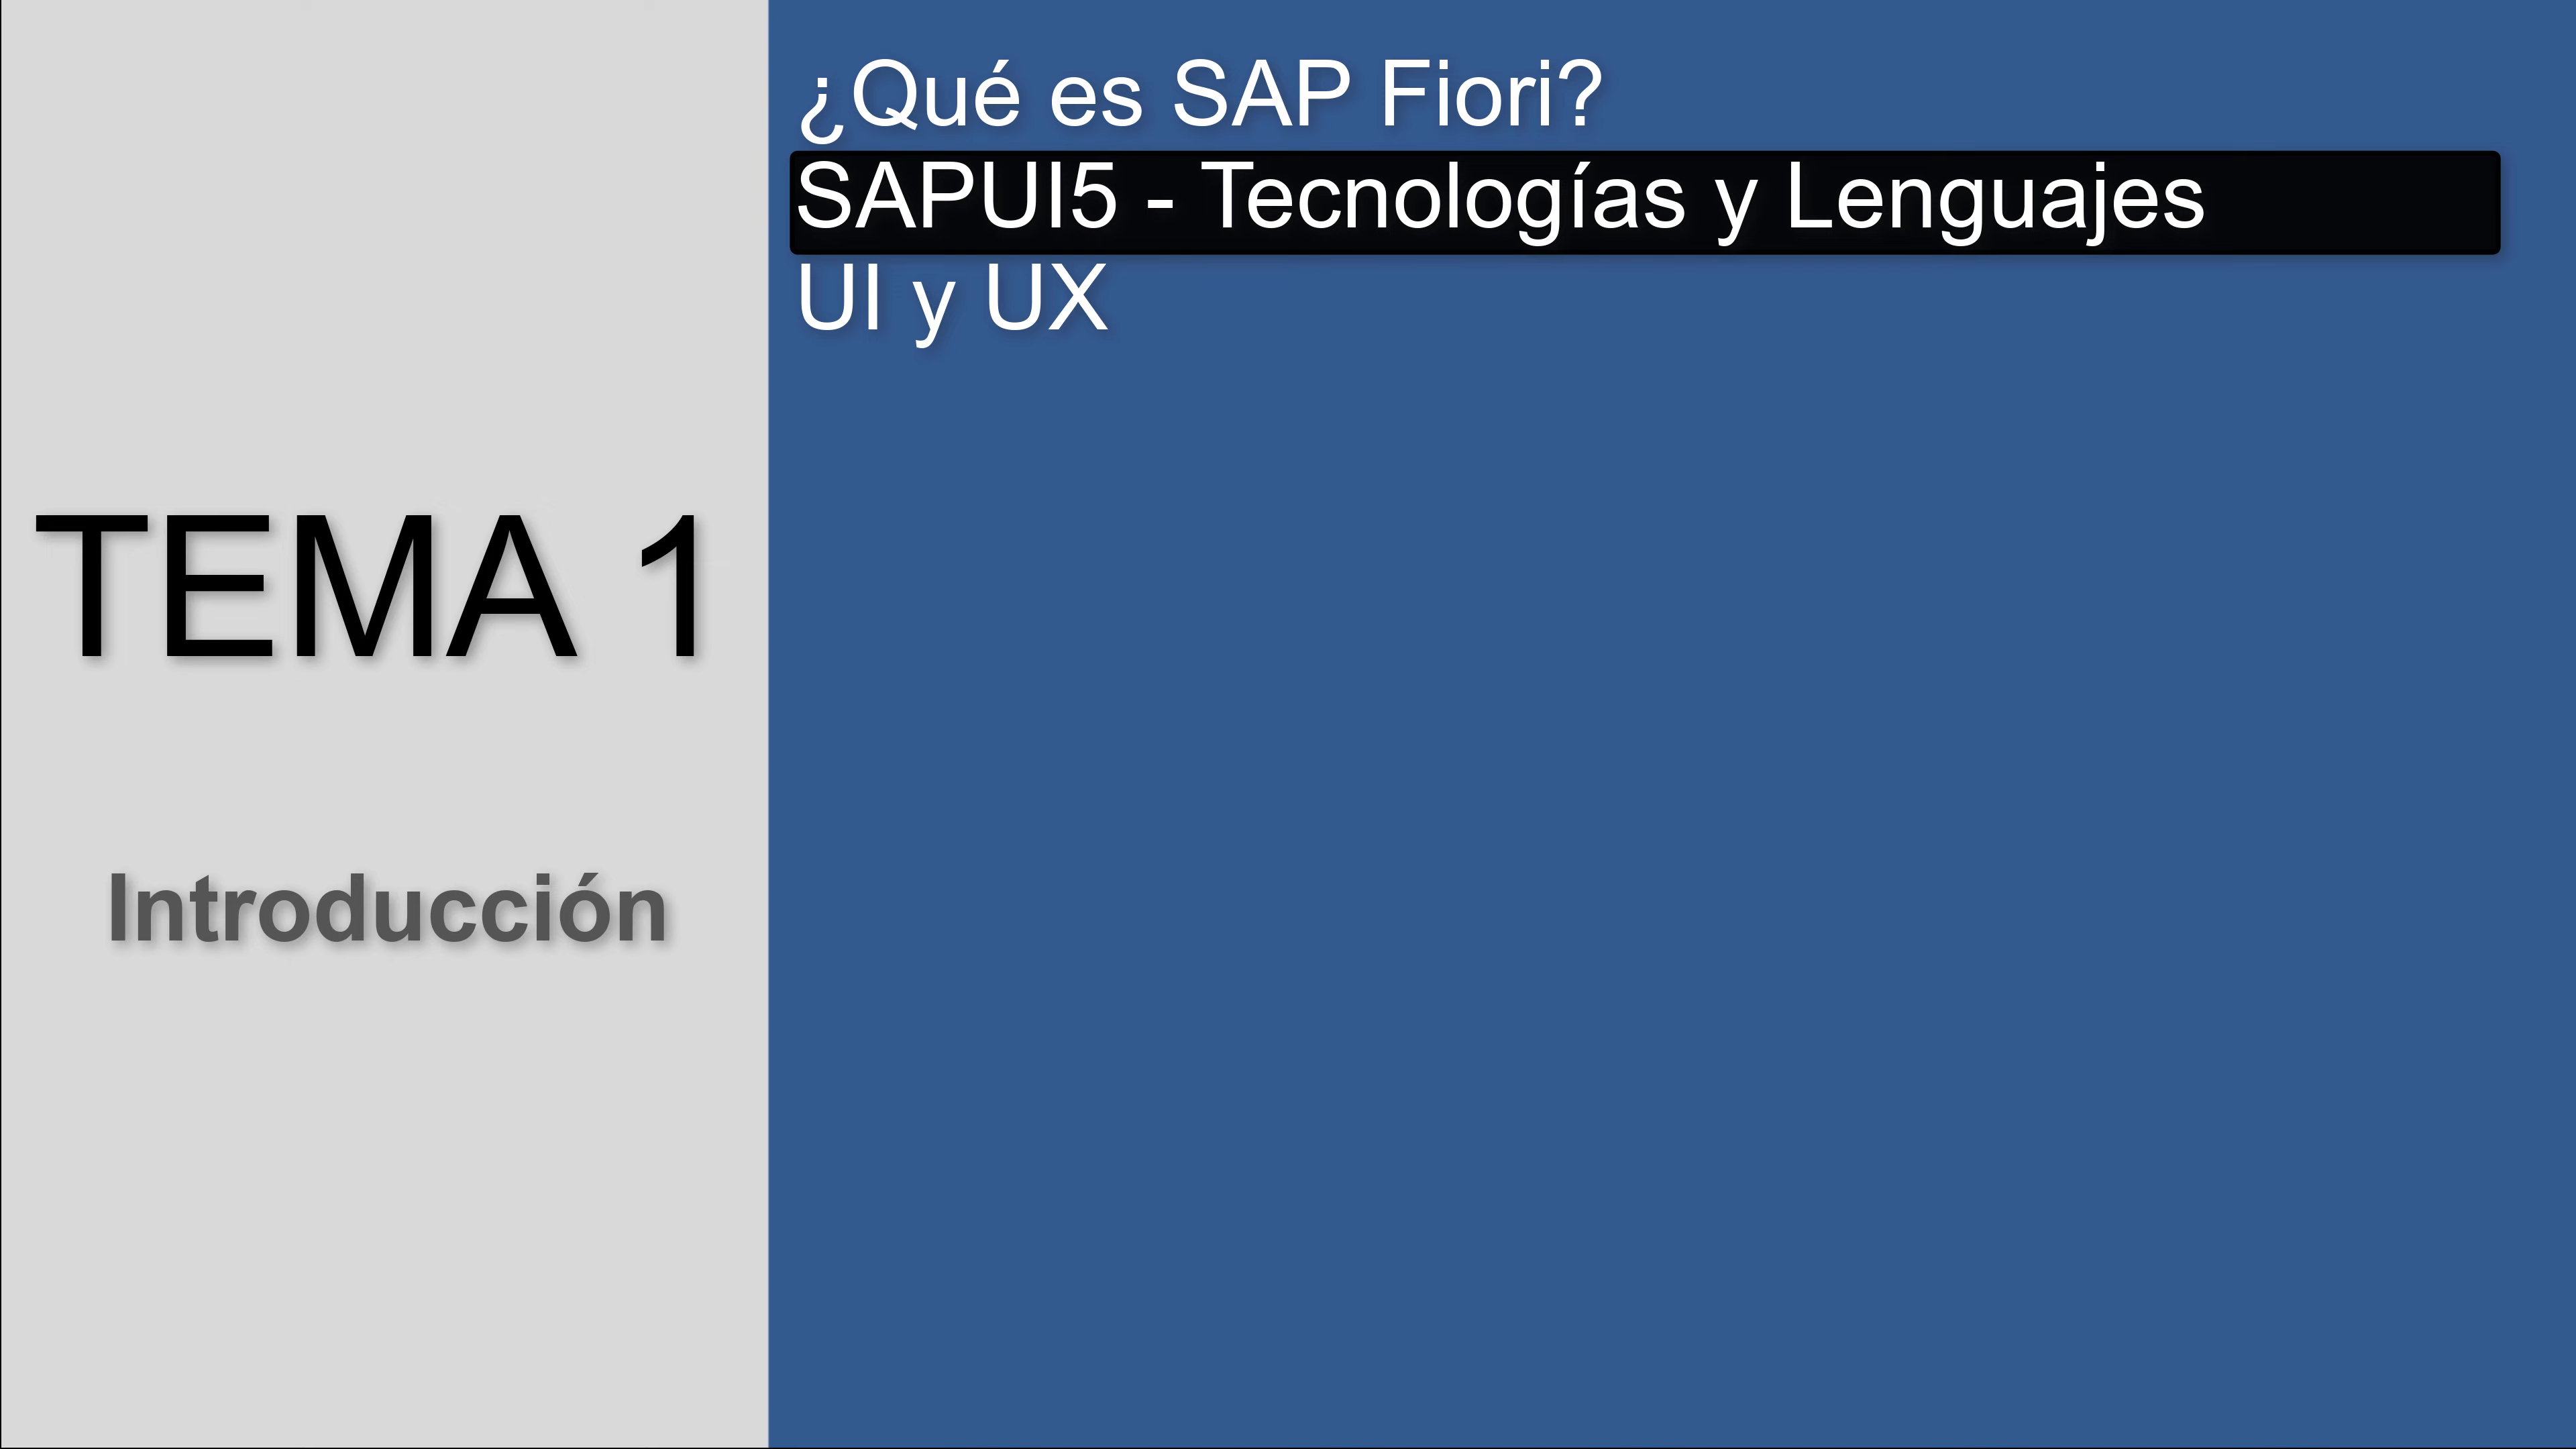 TEMA 1
Introducción
¿Qué es SAP Fiori?
SAPUI5 - Tecnologías y Lenguajes
UI y UX